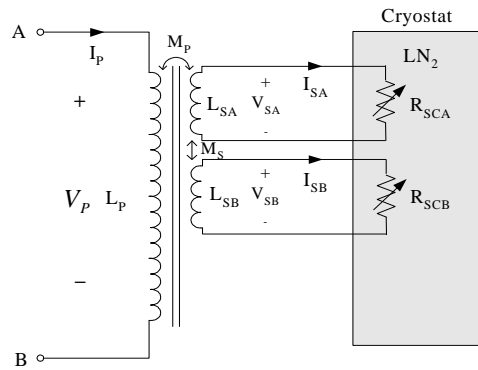 Cryostat
A
I_P
M_P
LN_2
+
L_SA
+
V_SA
-
I_SA
R_SCA
M_S
V_P
L_P
L_SB
+
V_SB
-
I_SB
R_SCB
−
B